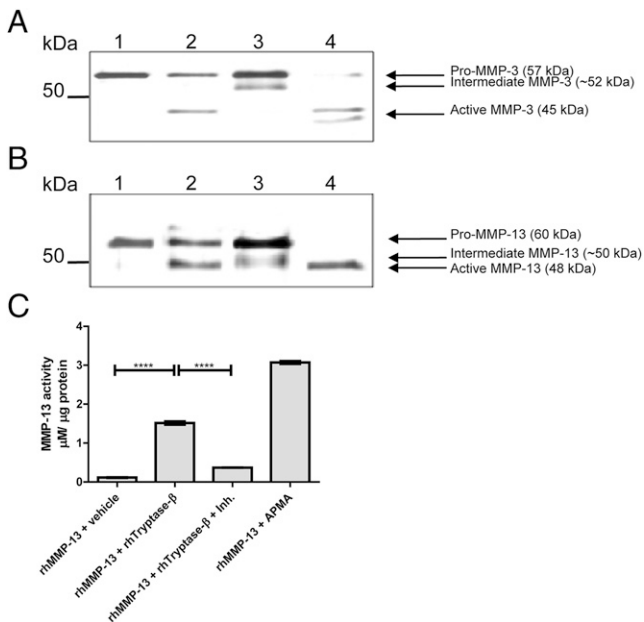 A
kDa 1 2 3 4
50
Pro-MMP-3 (57 kDa)
Intermediate MMP-3 (~52 kDa)
Active MMP-3 (45 kDa)
B
kDa 1 2 3 4
50
Pro-MMP-13 (60 kDa)
Intermediate MMP-13 (~50 kDa)
Active MMP-13 (48 kDa)
C
MMP-13 activity
µM/ µg protein
4
3
2
1
0
**** ****
rhMMP-13 + vehicle
rhMMP-13 + rhTryptase-β
rhMMP-13 + rhTryptase-β + Inh.
rhMMP-13 + APMA